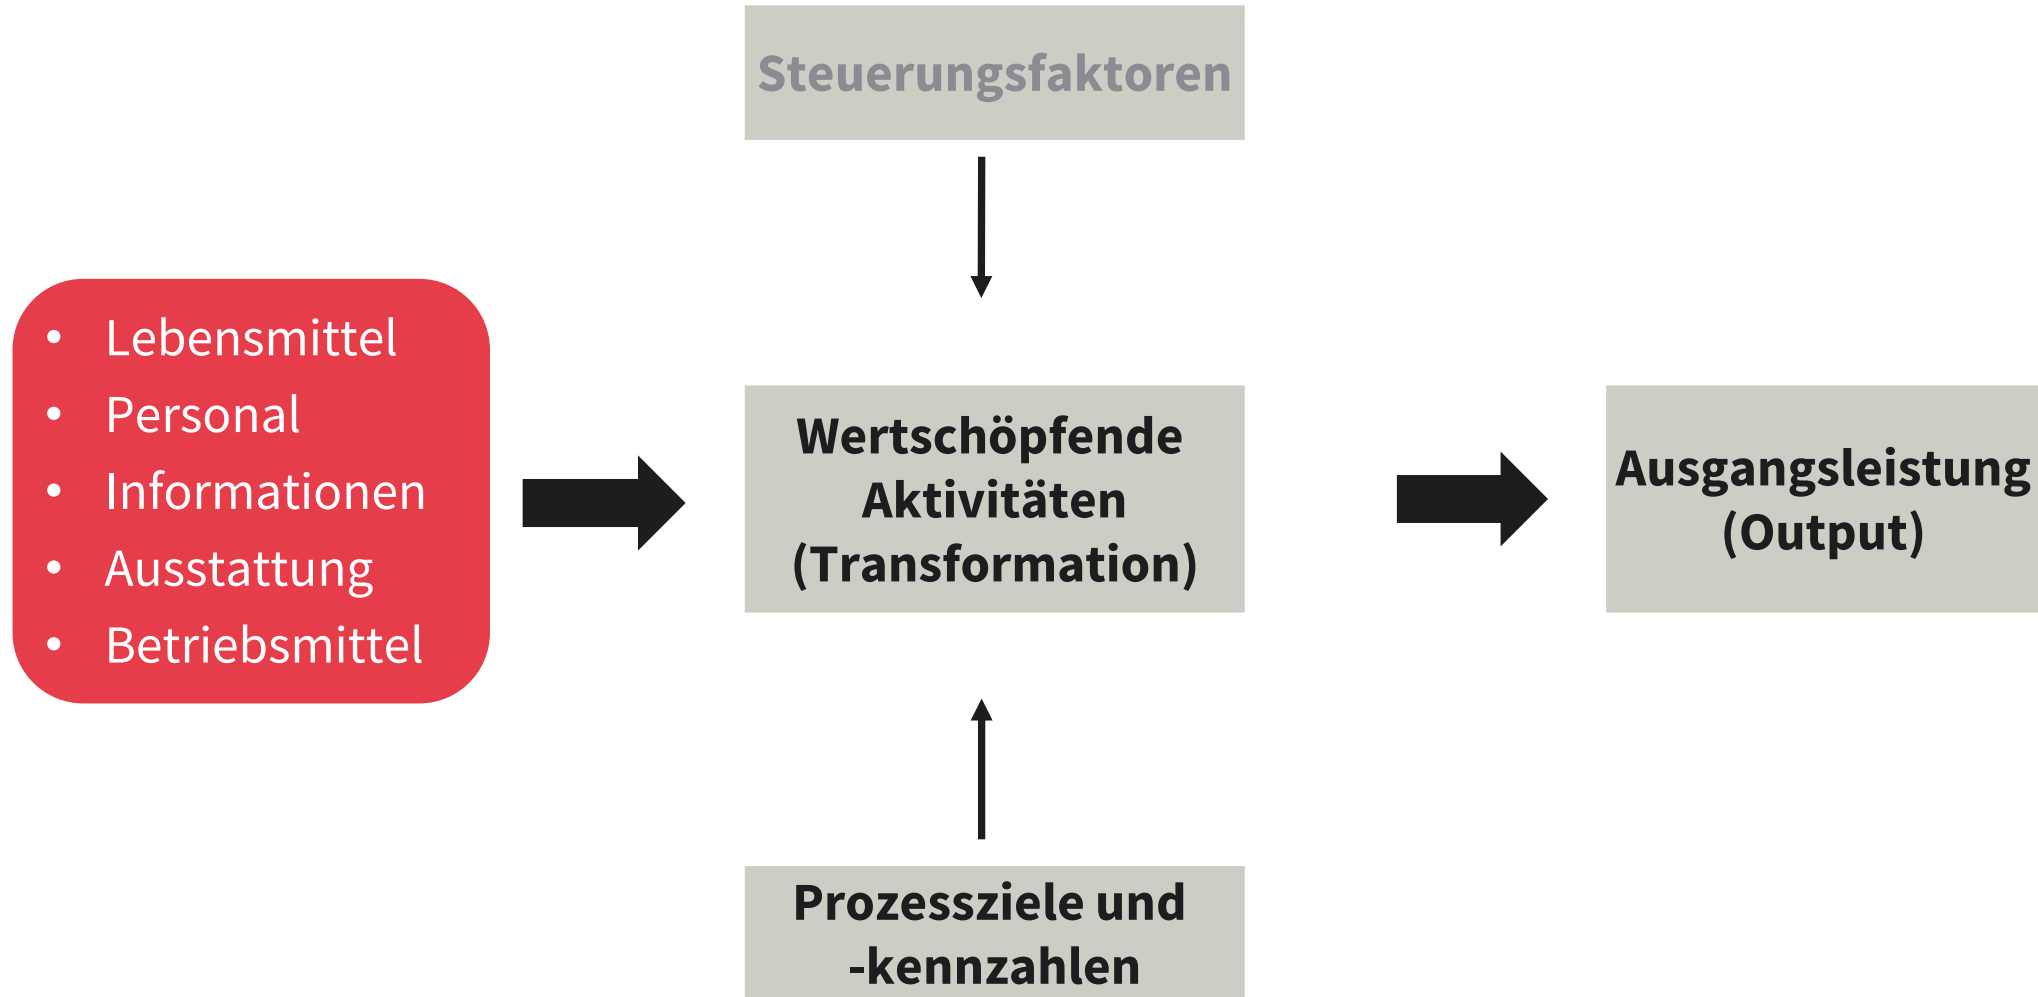 Steuerungsfaktoren
• Lebensmittel
• Personal
• Informationen
• Ausstattung
• Betriebsmittel
Wertschöpfende
Aktivitäten
(Transformation)
Ausgangsleistung
(Output)
Prozessziele und
-kennzahlen